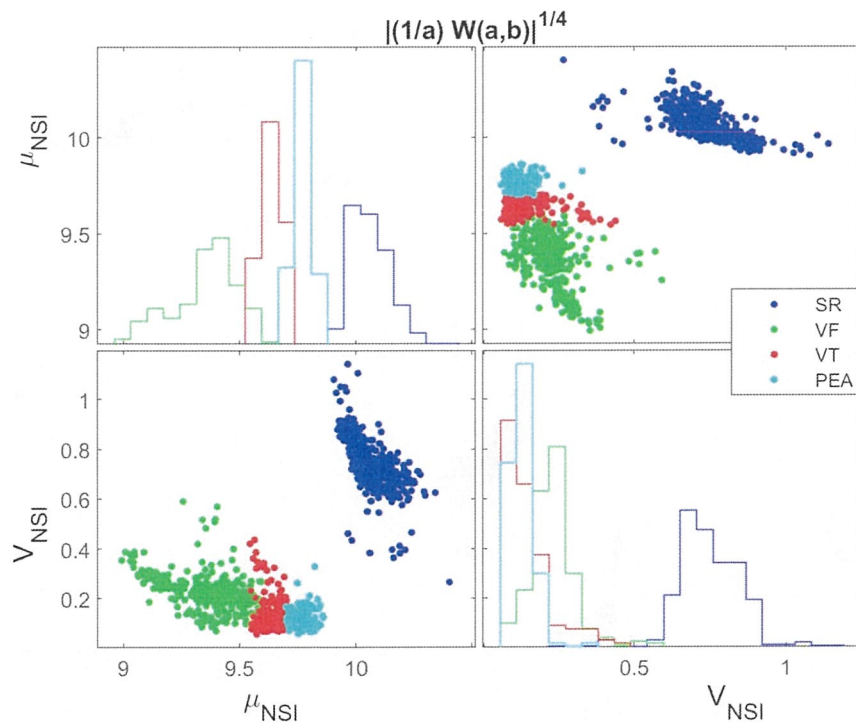 |(1/a) W(a,b)|^1/4
μNSI
10
9.5
9
SR
VF
VT
PEA
VNSI
1
0.8
0.6
0.4
0.2
9 9.5 10
0.5 1
μNSI
VNSI